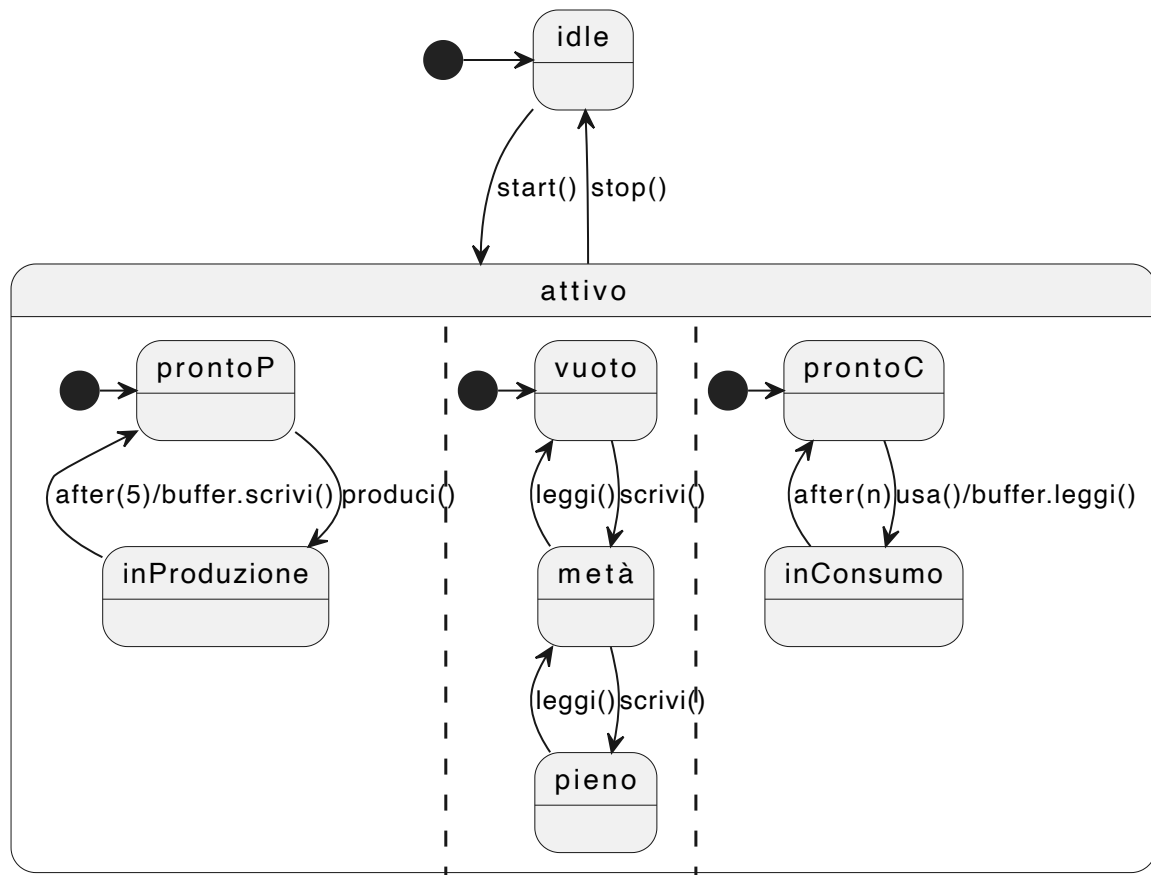 idle
start()
stop()
attivo
prontoP
vuoto
prontoC
after(5)/buffer.scrivi()
produci()
leggi()
scrivi()
after(n)
usa()/buffer.leggi()
inProduzione
metà
inConsumo
leggi()
scrivi()
pieno